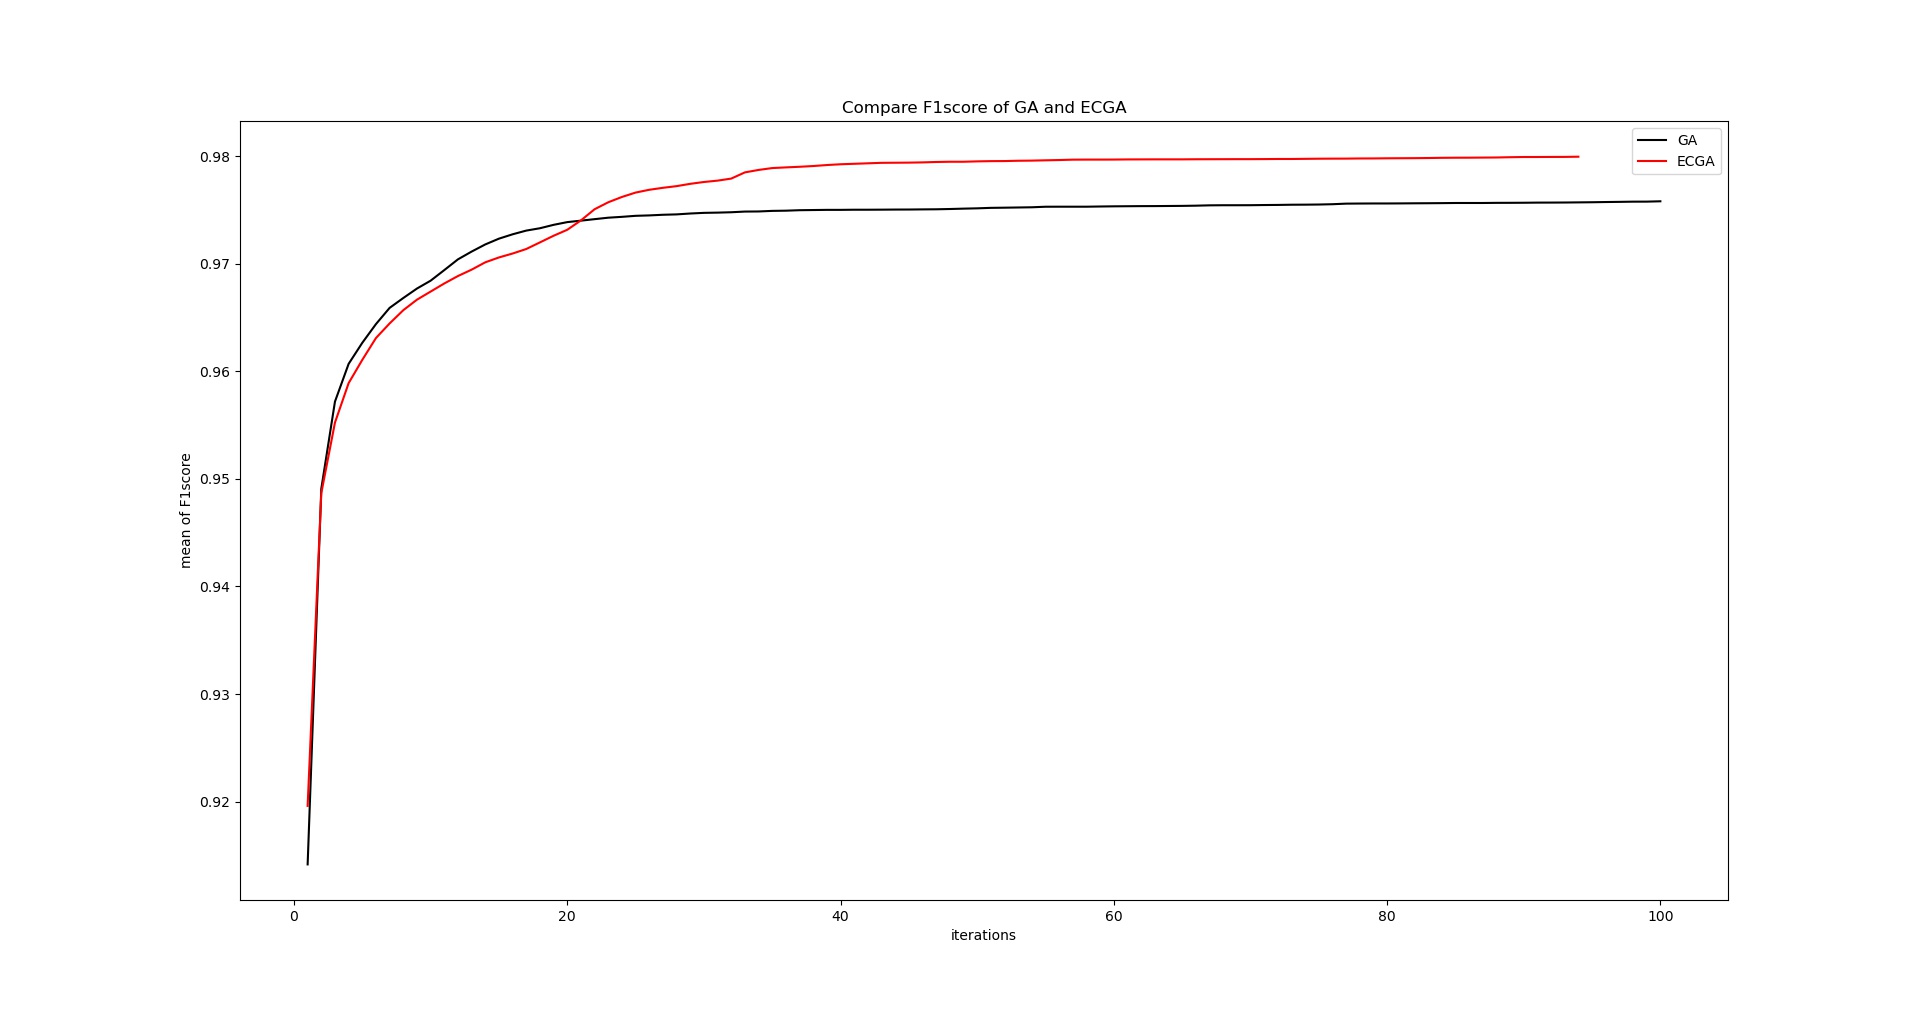 Compare F1score of GA and ECGA
GA
ECGA
0.98
0.97
0.96
0.95
0.94
0.93
0.92
mean of F1score
0 20 40 60 80 100
iterations